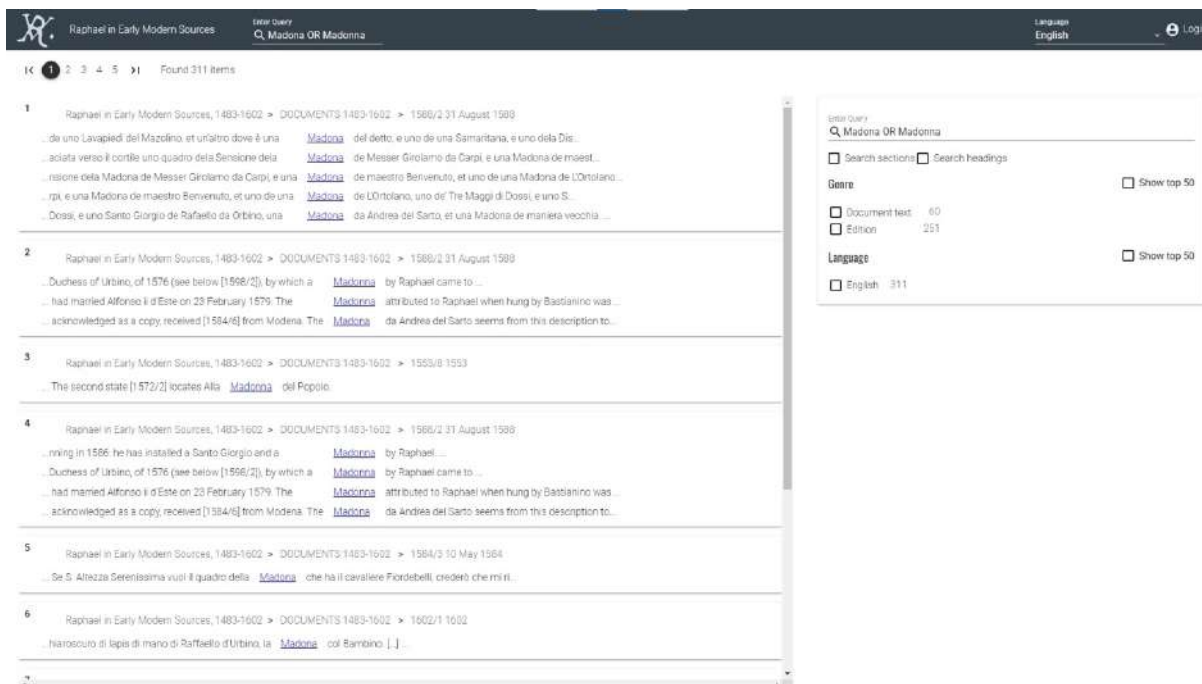 Raphael in Early Modern Sources
Enter Query
Madona OR Madonna
Language
English
Logi
1 2 3 4 5 Found 311 items
1 Raphael in Early Modern Sources, 1483-1602 > DOCUMENTS 1483-1602 > 1588/2 31 August 1588
...de uno Lavapiedi del Mazolino, et un'altro dove è una Madona del detto, e uno de una Samaritana, e uno dela Dis...
...aciata verso il cortile uno quadro dela Sensione dela Madona de Messer Girolamo da Carpi, e una Madona de maest...
...nsione dela Madona de Messer Girolamo da Carpi, e una Madona de maestro Benvenuto, et uno de una Madona de L'Ortolano...
...rpi, e una Madona de maestro Benvenuto, et uno de una Madona de L'Ortolano, uno de' Tre Maggi di Dossi, e uno S...
...Dossi, e uno Santo Giorgio de Rafaello da Orbino, una Madona da Andrea del Sarto, et una Madona de maniera vecchia ...
2 Raphael in Early Modern Sources, 1483-1602 > DOCUMENTS 1483-1602 > 1588/2 31 August 1588
...Duchess of Urbino, of 1576 (see below [1598/2]), by which a Madonna by Raphael came to ...
... had married Alfonso ii d'Este on 23 February 1579. The Madonna attributed to Raphael when hung by Bastianino was...
... acknowledged as a copy, received [1584/6] from Modena. The Madona da Andrea del Sarto seems from this description to...
3 Raphael in Early Modern Sources, 1483-1602 > DOCUMENTS 1483-1602 > 1553/8 1553
...The second state [1572/2] locates Alla Madonna del Popolo.
4 Raphael in Early Modern Sources, 1483-1602 > DOCUMENTS 1483-1602 > 1588/2 31 August 1588
...nning in 1586: he has installed a Santo Giorgio and a Madonna by Raphael....
...Duchess of Urbino, of 1576 (see below [1598/2]), by which a Madonna by Raphael came to ...
... had married Alfonso ii d'Este on 23 February 1579. The Madonna attributed to Raphael when hung by Bastianino was...
... acknowledged as a copy, received [1584/6] from Modena. The Madona da Andrea del Sarto seems from this description to...
5 Raphael in Early Modern Sources, 1483-1602 > DOCUMENTS 1483-1602 > 1584/3 10 May 1584
...Se S. Altezza Serenissima vuol il quadro della Madona che ha il cavaliere Fiordebelli, crederò che mi ri...
6 Raphael in Early Modern Sources, 1483-1602 > DOCUMENTS 1483-1602 > 1602/1 1602
...hiaroscuro di lapis di mano di Raffaello d'Urbino, la Madona col Bambino. [...] ...
Enter Query
Madona OR Madonna
Search sections Search headings
Genre Show top 50
Document text 60
Edition 251
Language Show top 50
English 311